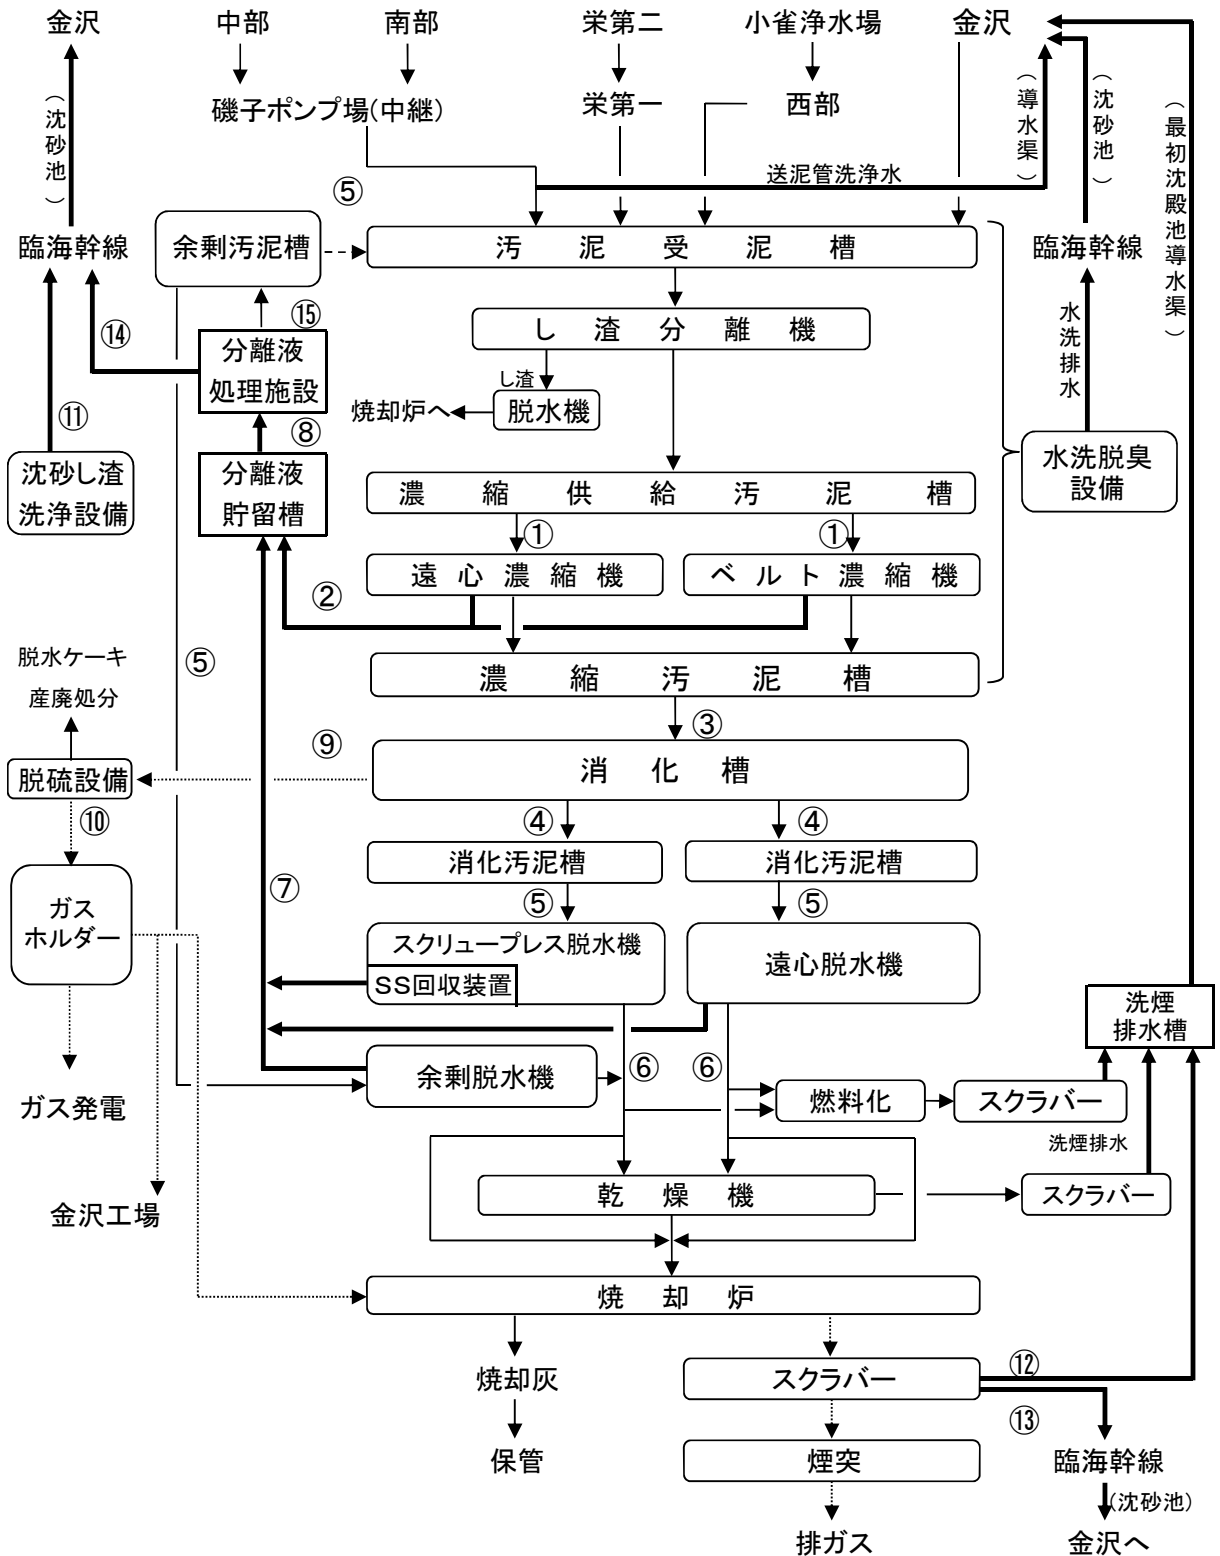 金沢
中部
南部
栄第二
小雀浄水場
金沢
磯子ポンプ場(中継)
栄第一
西部
(沈砂池)
(導水渠)
(沈砂池)
(最初沈殿池導水渠)
送泥管洗浄水
⑤
臨海幹線
余剰汚泥槽
汚泥受泥槽
臨海幹線
⑭
⑮
し渣分離機
水洗排水
分離液
処理施設
し渣
焼却炉へ
脱水機
⑪
⑧
沈砂し渣
洗浄設備
分離液
貯留槽
濃縮供給汚泥槽
水洗脱臭
設備
①
①
遠心濃縮機
ベルト濃縮機
②
脱水ケーキ
産廃処分
⑤
濃縮汚泥槽
③
⑨
脱硫設備
消化槽
⑩
④
④
消化汚泥槽
消化汚泥槽
⑦
⑤
⑤
ガス
ホルダー
スクリュープレス脱水機
SS回収装置
遠心脱水機
洗煙
排水槽
余剰脱水機
⑥
⑥
燃料化
スクラバー
ガス発電
洗煙排水
乾燥機
スクラバー
金沢工場
焼却炉
焼却灰
スクラバー
⑫
⑬
保管
煙突
臨海幹線
(沈砂池)
排ガス
金沢へ